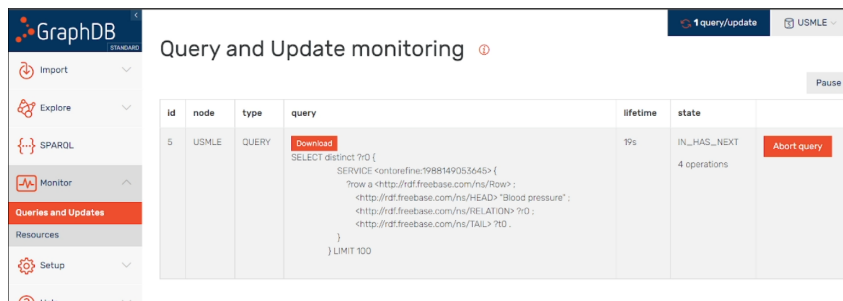 GraphDB
STANDARD
1 query/update
USMLE
Import
Query and Update monitoring
Pause
Explore
id node type query lifetime state
SPARQL
5 USMLE QUERY Download 19s IN_HAS_NEXT Abort query
SELECT distinct ?r0 {
4 operations
SERVICE <ontorefine:1988149053645> {
Monitor
?row a <http://rdf.freebase.com/ns/Row> ;
<http://rdf.freebase.com/ns/HEAD> "Blood pressure" ;
Queries and Updates
<http://rdf.freebase.com/ns/RELATION> ?r0 ;
<http://rdf.freebase.com/ns/TAIL> ?t0 .
Resources
}
} LIMIT 100
Setup